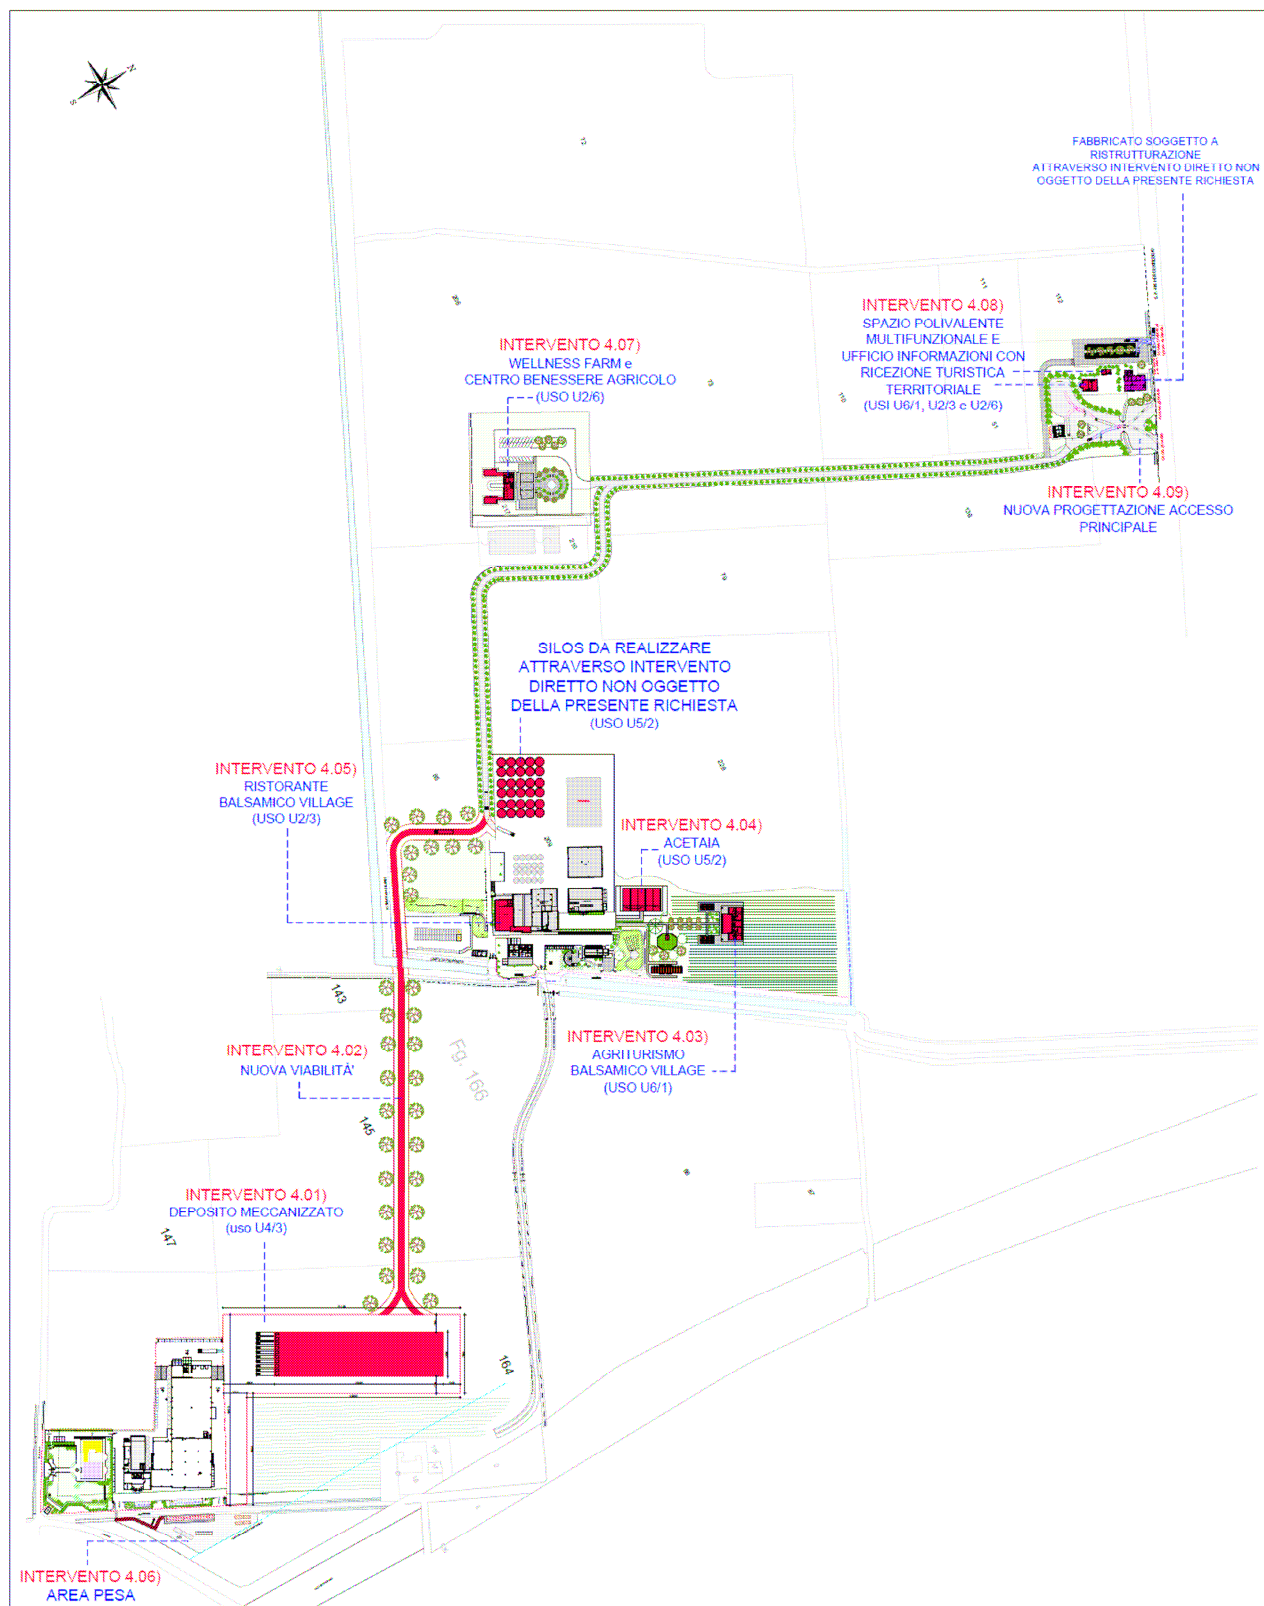 N
S
FABBRICATO SOGGETTO A
RISTRUTTURAZIONE
ATTRAVERSO INTERVENTO DIRETTO NON
OGGETTO DELLA PRESENTE RICHIESTA
INTERVENTO 4.08)
SPAZIO POLIVALENTE
MULTIFUNZIONALE E
UFFICIO INFORMAZIONI CON
RICEZIONE TURISTICA
TERRITORIALE
(USI U6/1, U2/3 e U2/6)
INTERVENTO 4.07)
WELLNESS FARM e
CENTRO BENESSERE AGRICOLO
(USO U2/6)
INTERVENTO 4.09)
NUOVA PROGETTAZIONE ACCESSO
PRINCIPALE
SILOS DA REALIZZARE
ATTRAVERSO INTERVENTO
DIRETTO NON OGGETTO
DELLA PRESENTE RICHIESTA
(USO U5/2)
INTERVENTO 4.05)
RISTORANTE
BALSAMICO VILLAGE
(USO U2/3)
INTERVENTO 4.04)
ACETAIA
(USO U5/2)
143
Fg. 166
INTERVENTO 4.03)
AGRITURISMO
BALSAMICO VILLAGE
(USO U6/1)
INTERVENTO 4.02)
NUOVA VIABILITÀ'
145
INTERVENTO 4.01)
DEPOSITO MECCANIZZATO
(uso U4/3)
147
164
INTERVENTO 4.06)
AREA PESA